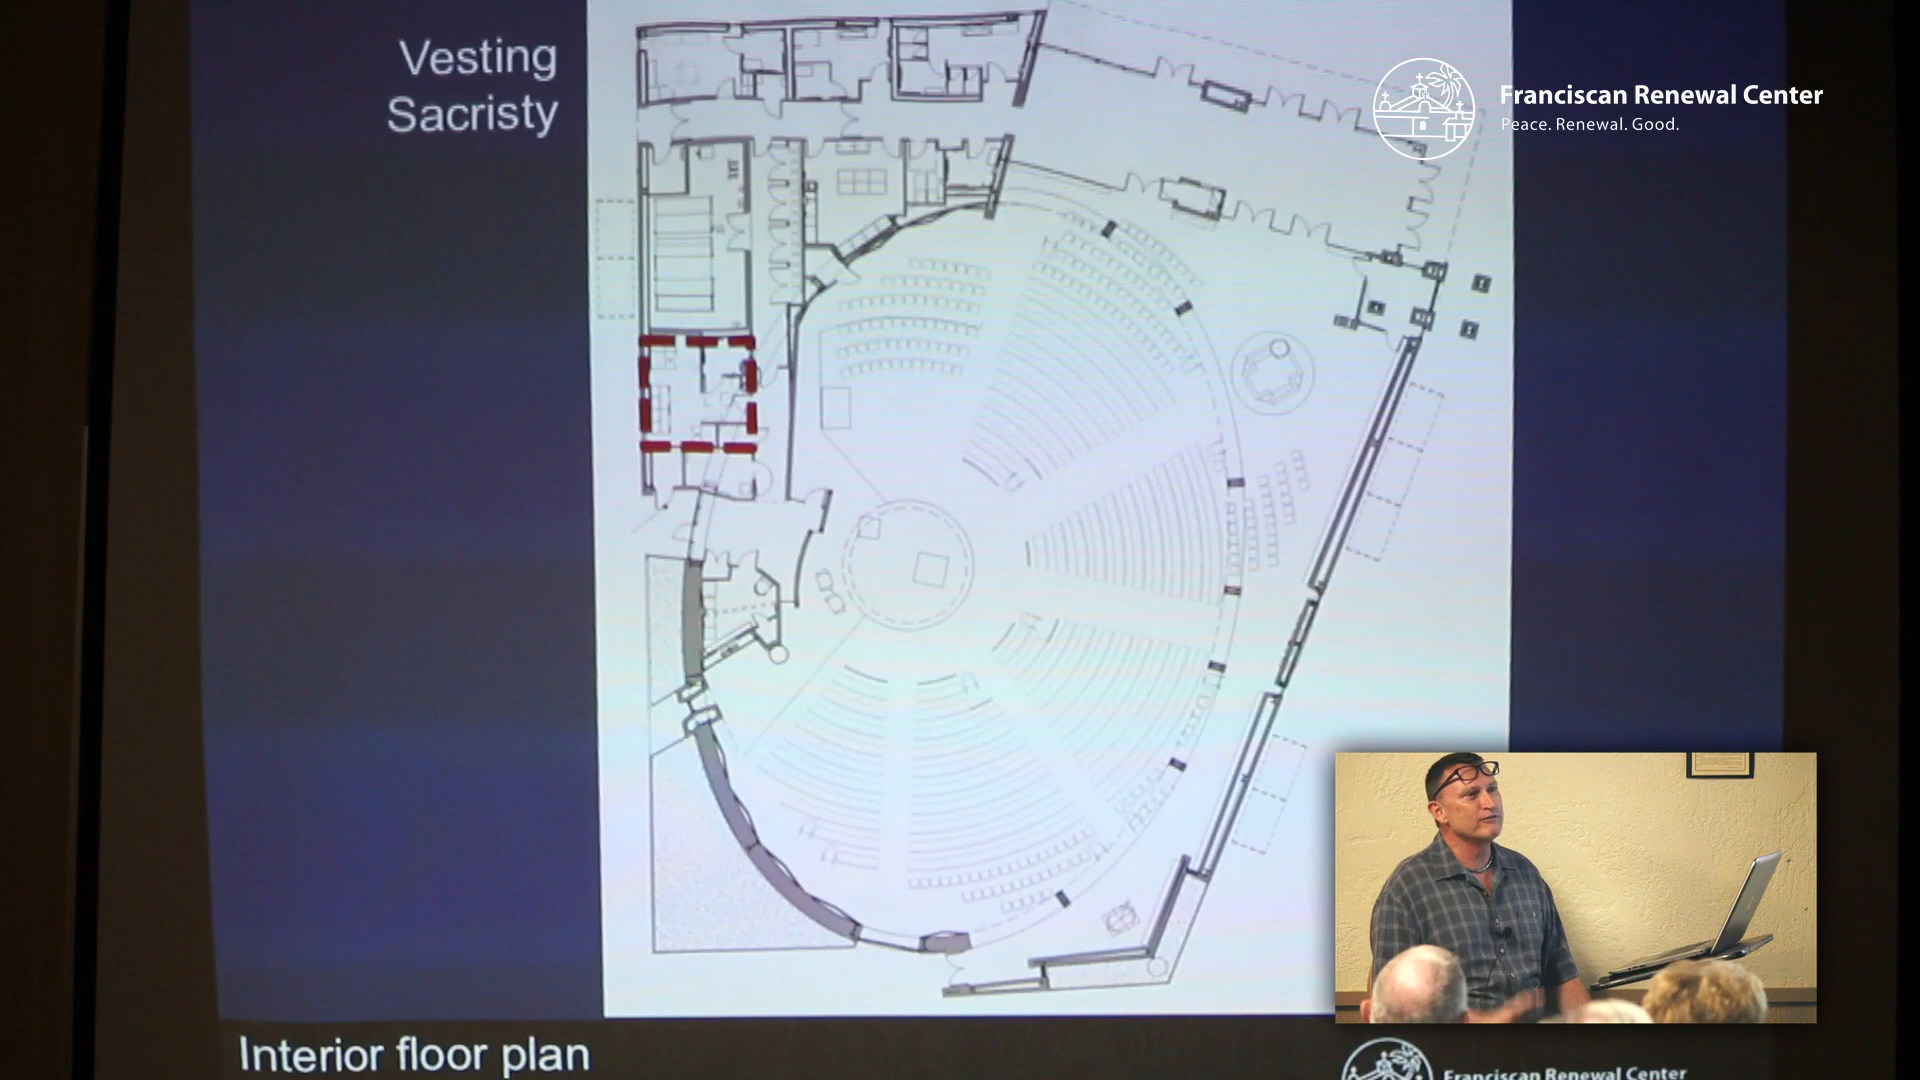 Vesting
Sacristy
Franciscan Renewal Center
Peace. Renewal. Good.
Interior floor plan
Franciscan Renewal Center